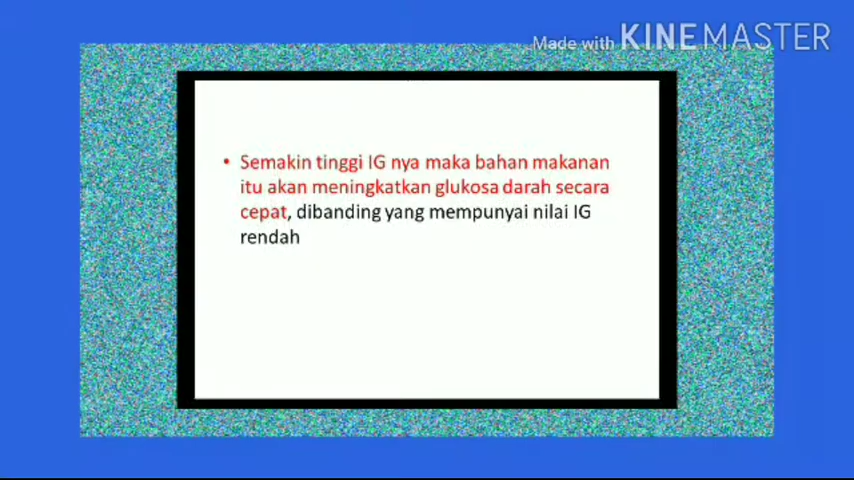 Made with KINEMASTER
• Semakin tinggi IG nya maka bahan makanan
itu akan meningkatkan glukosa darah secara
cepat, dibanding yang mempunyai nilai IG
rendah